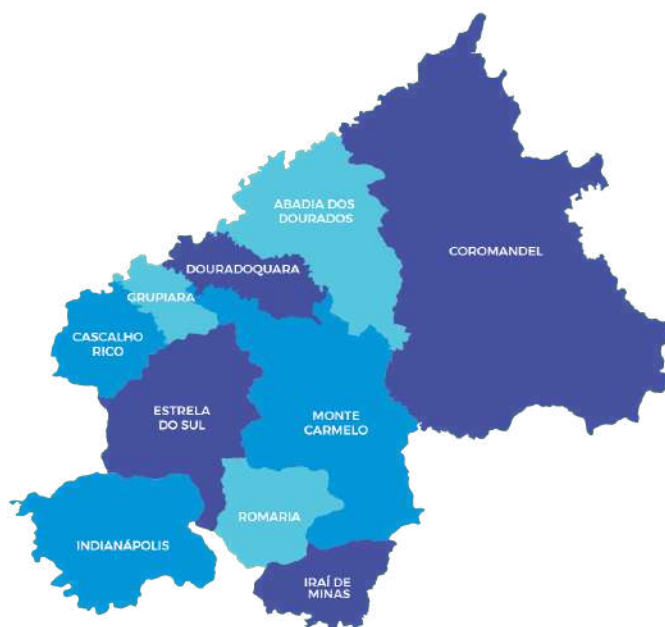 ABADIA DOS
DOURADOS
COROMANDEL
DOURADOQUARA
GRUPIARA
CASCALHO
RICO
ESTRELA
DO SUL
MONTE
CARMELO
ROMARIA
INDIANÁPOLIS
IRAÍ DE
MINAS